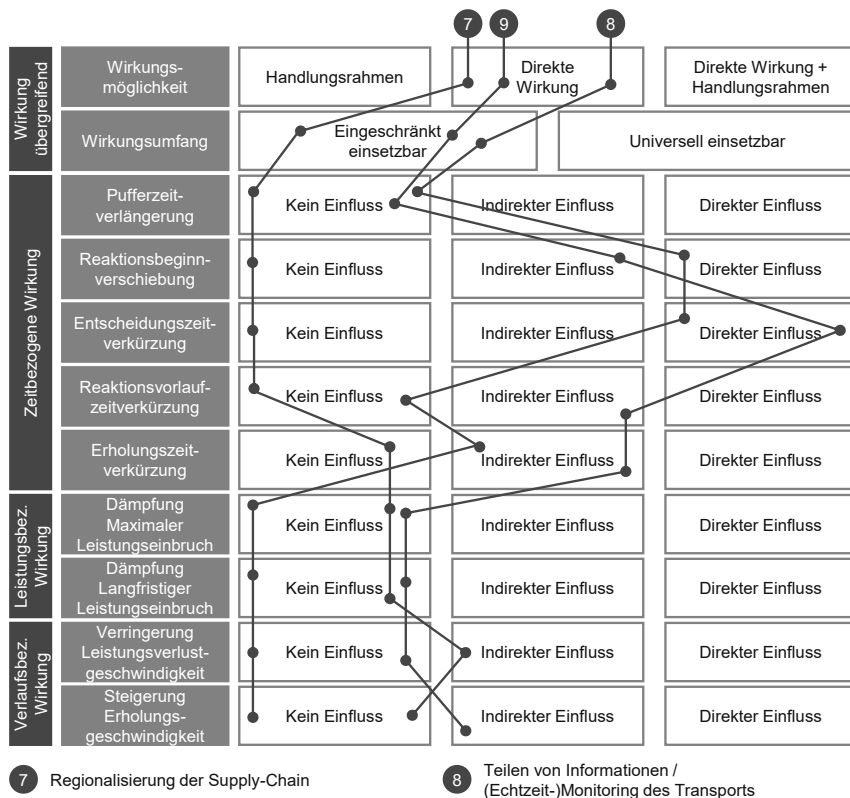 7
9
8
Wirkung
übergreifend
Wirkungs-
möglichkeit
Handlungsrahmen
Direkte
Wirkung
Direkte Wirkung +
Handlungsrahmen
Wirkungsumfang
Eingeschränkt
einsetzbar
Universell einsetzbar
Zeitbezogene Wirkung
Pufferzeit-
verlängerung
Kein Einfluss
Indirekter Einfluss
Direkter Einfluss
Reaktionsbeginn-
verschiebung
Kein Einfluss
Indirekter Einfluss
Direkter Einfluss
Entscheidungszeit-
verkürzung
Kein Einfluss
Indirekter Einfluss
Direkter Einfluss
Reaktionsvorlauf-
zeitverkürzung
Kein Einfluss
Indirekter Einfluss
Direkter Einfluss
Erholungszeit-
verkürzung
Kein Einfluss
Indirekter Einfluss
Direkter Einfluss
Leistungsbez.
Wirkung
Dämpfung
Maximaler
Leistungseinbruch
Kein Einfluss
Indirekter Einfluss
Direkter Einfluss
Dämpfung
Langfristiger
Leistungseinbruch
Kein Einfluss
Indirekter Einfluss
Direkter Einfluss
Verlaufsbez.
Wirkung
Verringerung
Leistungsverlust-
geschwindigkeit
Kein Einfluss
Indirekter Einfluss
Direkter Einfluss
Steigerung
Erholungs-
geschwindigkeit
Kein Einfluss
Indirekter Einfluss
Direkter Einfluss
7 Regionalisierung der Supply-Chain
8 Teilen von Informationen /
(Echtzeit-)Monitoring des Transports